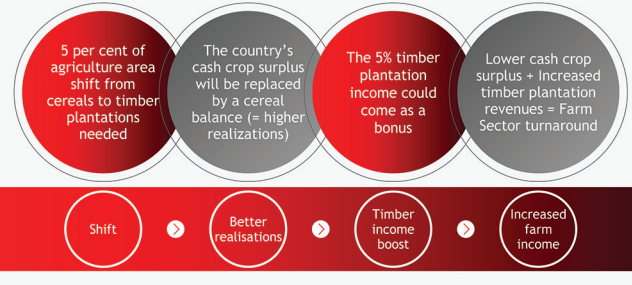 5 per cent of
agriculture area
shift from
cereals to timber
plantations
needed
The country's
cash crop surplus
will be replaced
by a cereal
balance (= higher
realizations)
The 5% timber
plantation
income could
come as a
bonus
Lower cash crop
surplus + Increased
timber plantation
revenues = Farm
Sector turnaround
Shift
Better
realisations
Timber
income
boost
Increased
farm
income